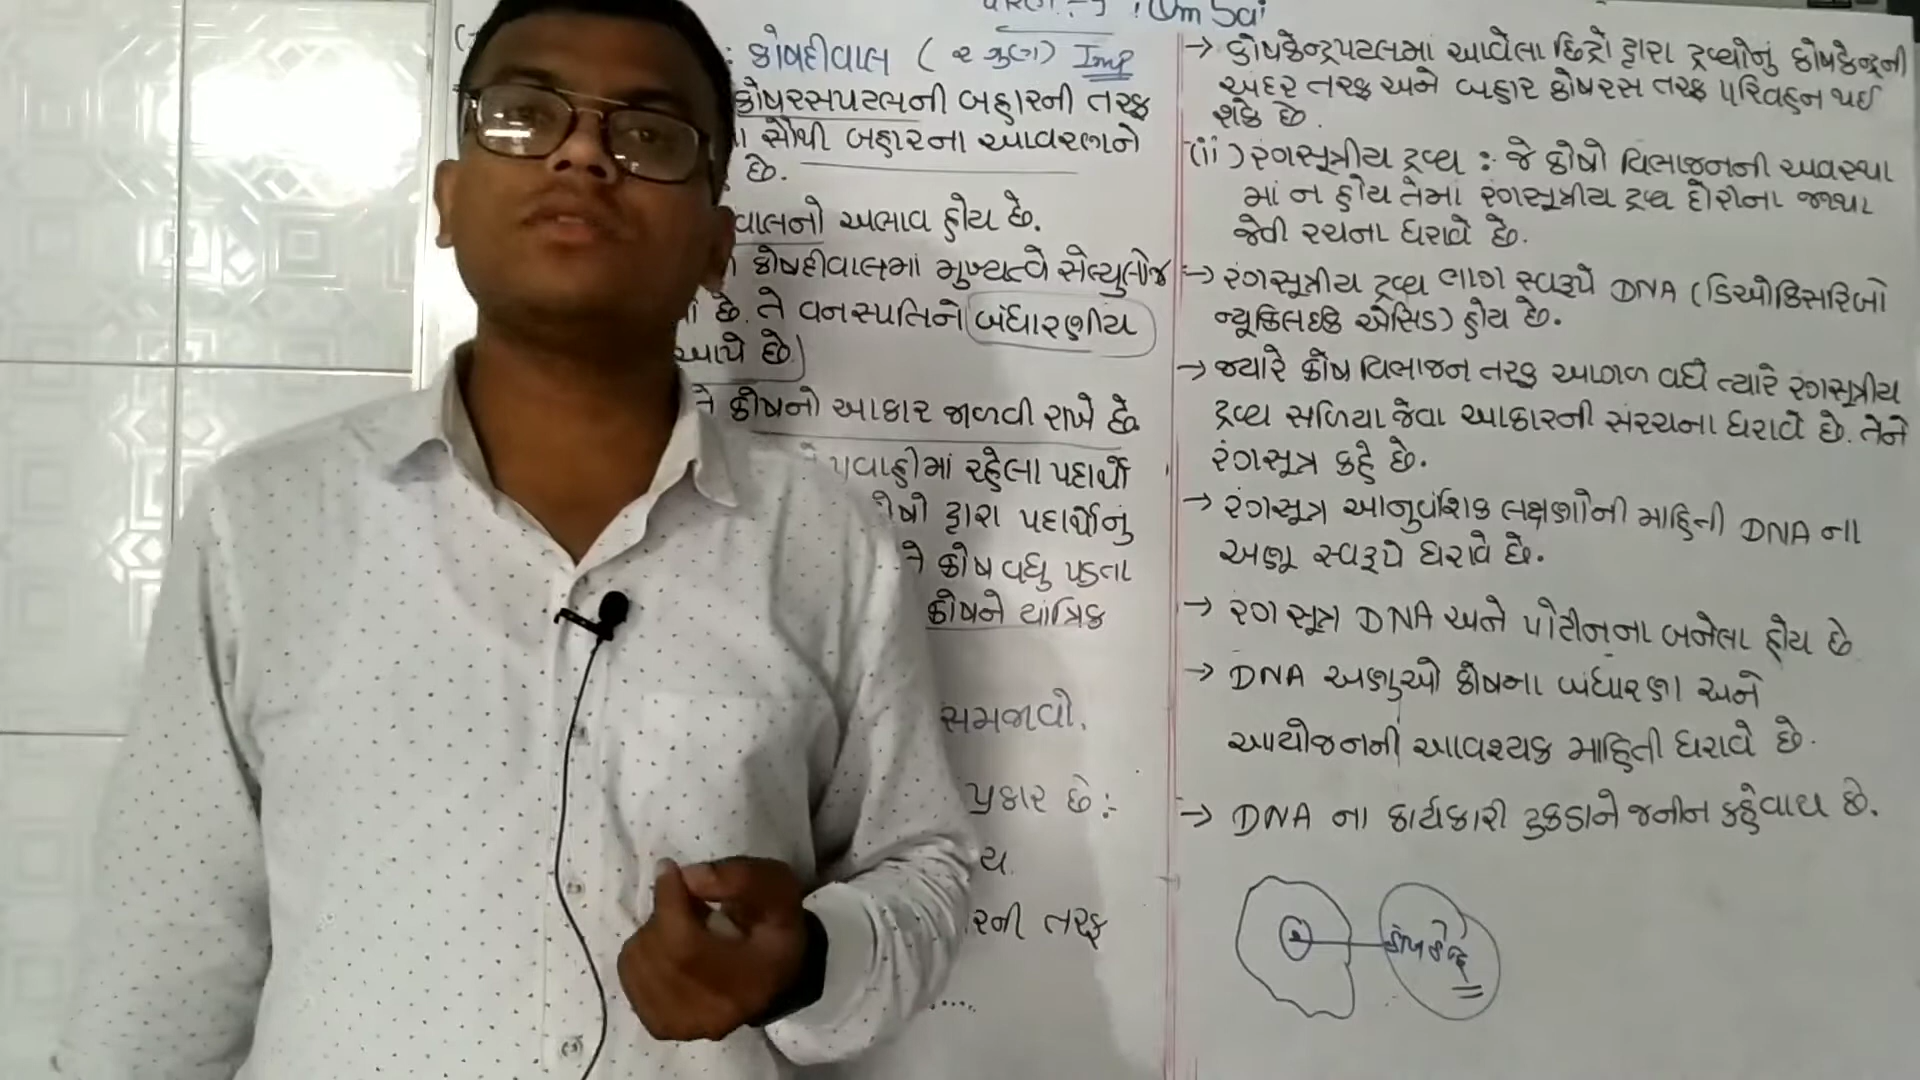 : કોષદીવાલ ( ૨ ગુણ) Imp
કોષરસપટલની બહારની તરફ
સૌથી બહારના આવરણને
છે.
વાલનો અભાવ હોય છે.
કોષદીવાલમાં મુખ્યત્વે સેલ્યુલોજ
છે. તે વનસ્પતિને બંધારણીય
આપે છે
તે કોષનો આકાર જાળવી રાખે છે
પ્રવાહીમાં રહેલા પદાર્થો
દ્વારા પદાર્થોનું
કોષ વધુ પડતા
કોષને યાંત્રિક
સમજાવો.
પ્રકાર છે:-
ય.
રની તરફ
→ કોષકેન્દ્રપટલમાં આવેલા છિદ્રો દ્વારા દ્રવ્યોનું કોષકેન્દ્રની
અંદર તરફ અને બહાર કોષરસ તરફ પરિવહન થઈ
શકે છે.
(ii) રંગસૂત્રીય દ્રવ્ય :- જે કોષો વિભાજનની અવસ્થા
માં ન હોય તેમાં રંગસૂત્રીય દ્રવ્ય દોરીના જથ્થા
જેવી રચના ધરાવે છે.
→ રંગસૂત્રીય દ્રવ્ય ભાગ સ્વરૂપે DNA (ડિઓક્સિરિબો
ન્યૂક્લિઇક એસિડ) હોય છે.
→ જ્યારે કોષ વિભાજન તરફ આગળ વધે ત્યારે રંગસૂત્રીય
દ્રવ્ય સળિયા જેવા આકારની સંરચના ધરાવે છે. તેને
રંગસૂત્ર કહે છે.
→ રંગસૂત્ર આનુવંશિક લક્ષણોની માહિતી DNA ના
અણૂ સ્વરૂપે ધરાવે છે.
→ રંગસૂત્ર DNA અને પોટીનના બનેલા હોય છે
→ DNA અણુઓ કોષના બંધારણ અને
આયોજનની આવશ્યક માહિતી ધરાવે છે.
→ DNA ના કાર્યકારી ટુકડાને જનીન કહેવાય છે.
કોષકેન્દ્ર